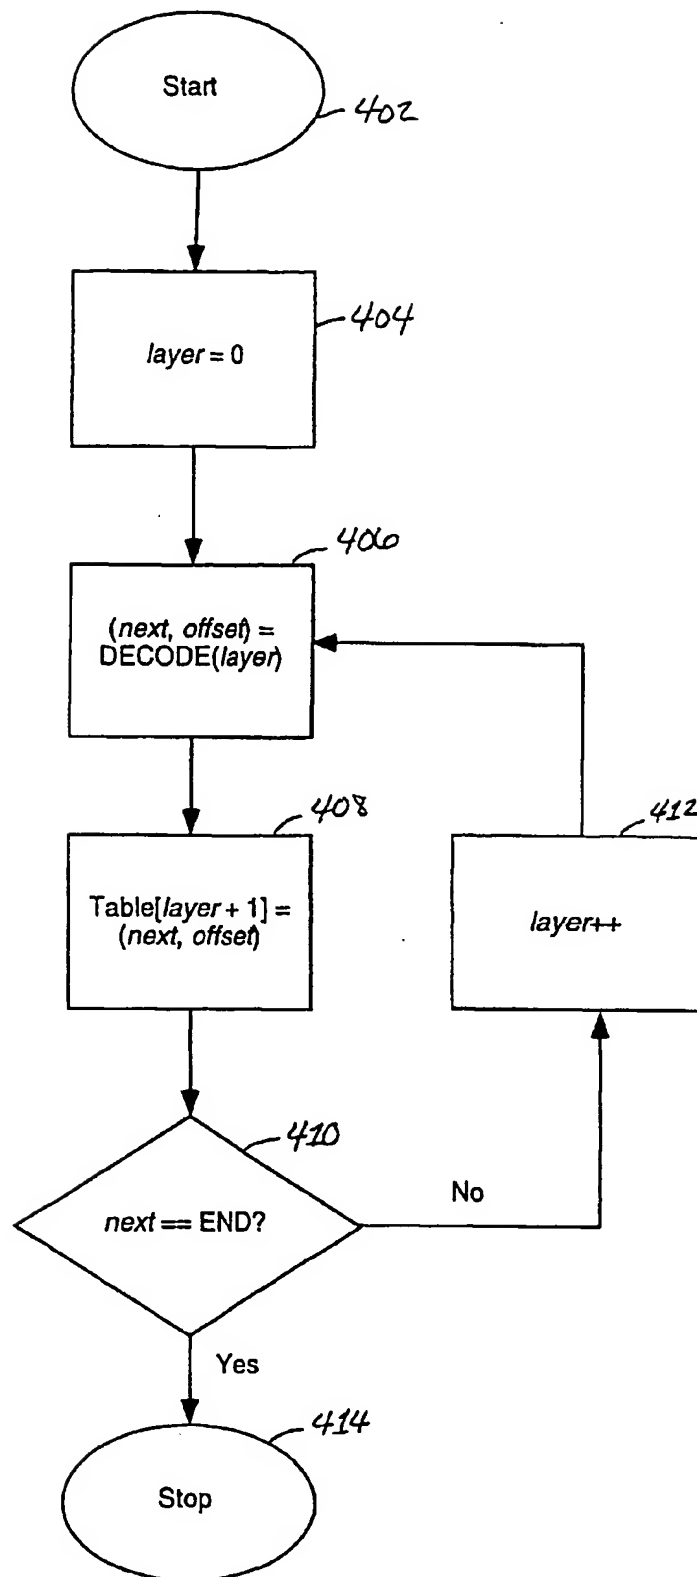 Start
402
layer = 0
404
406
(next, offset) =
DECODE(layer)
408
Table[layer + 1] =
(next, offset)
412
layer++
410
next == END?
No
Yes
414
Stop